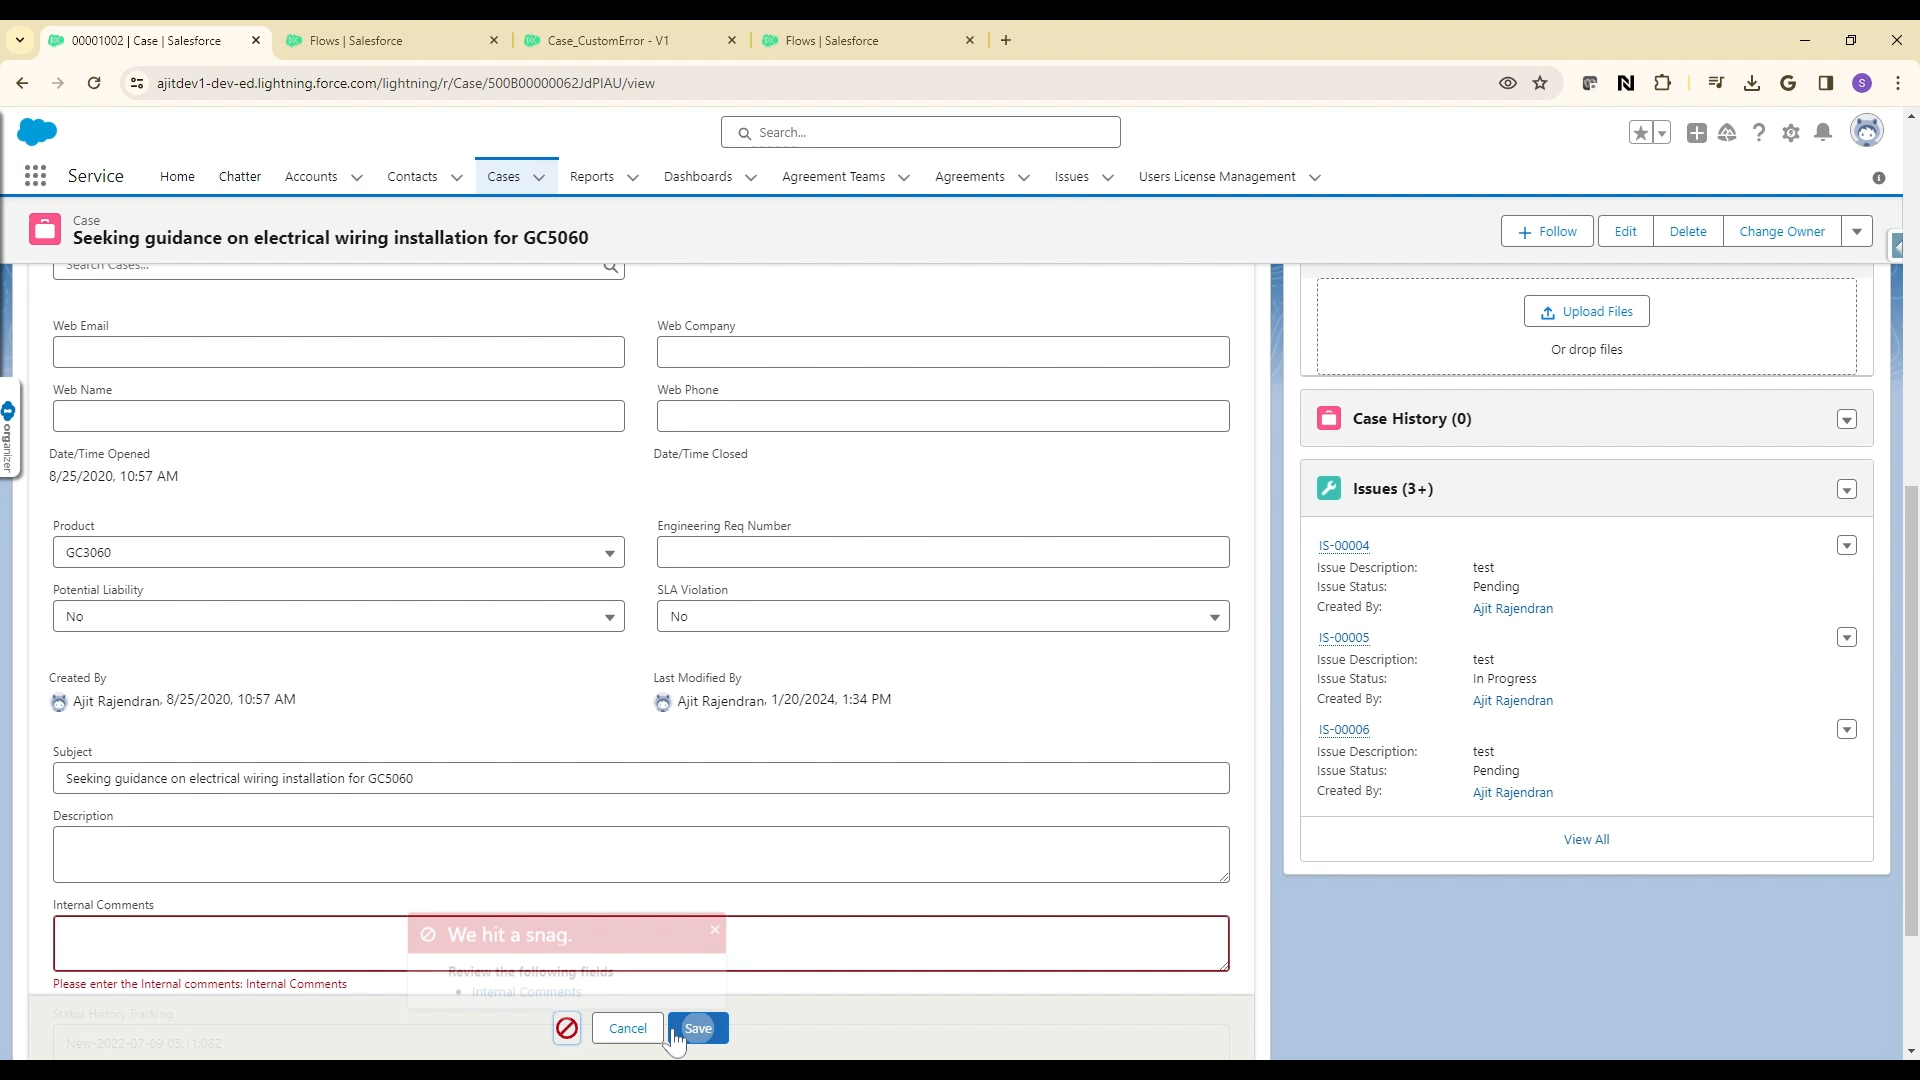 00001002 | Case | Salesforce
Flows | Salesforce
Case_CustomError - V1
Flows | Salesforce
ajitdev1-dev-ed.lightning.force.com/lightning/r/Case/500B00000062JdPIAU/view
S
Search...
Service
Home
Chatter
Accounts
Contacts
Cases
Reports
Dashboards
Agreement Teams
Agreements
Issues
Users License Management
Case
Seeking guidance on electrical wiring installation for GC5060
Follow
Edit
Delete
Change Owner
Search Cases...
Web Email
Web Company
Web Name
Web Phone
Date/Time Opened
8/25/2020, 10:57 AM
Date/Time Closed
Product
GC3060
Engineering Req Number
Potential Liability
No
SLA Violation
No
Created By
Ajit Rajendran, 8/25/2020, 10:57 AM
Last Modified By
Ajit Rajendran, 1/20/2024, 1:34 PM
Subject
Seeking guidance on electrical wiring installation for GC5060
Description
Internal Comments
We hit a snag.
Review the following fields
Internal Comments
Please enter the Internal comments: Internal Comments
Status History Tracking
New-2022-07-09 05:11:08Z
Cancel
Save
organizer
Upload Files
Or drop files
Case History (0)
Issues (3+)
IS-00004
Issue Description: test
Issue Status: Pending
Created By: Ajit Rajendran
IS-00005
Issue Description: test
Issue Status: In Progress
Created By: Ajit Rajendran
IS-00006
Issue Description: test
Issue Status: Pending
Created By: Ajit Rajendran
View All